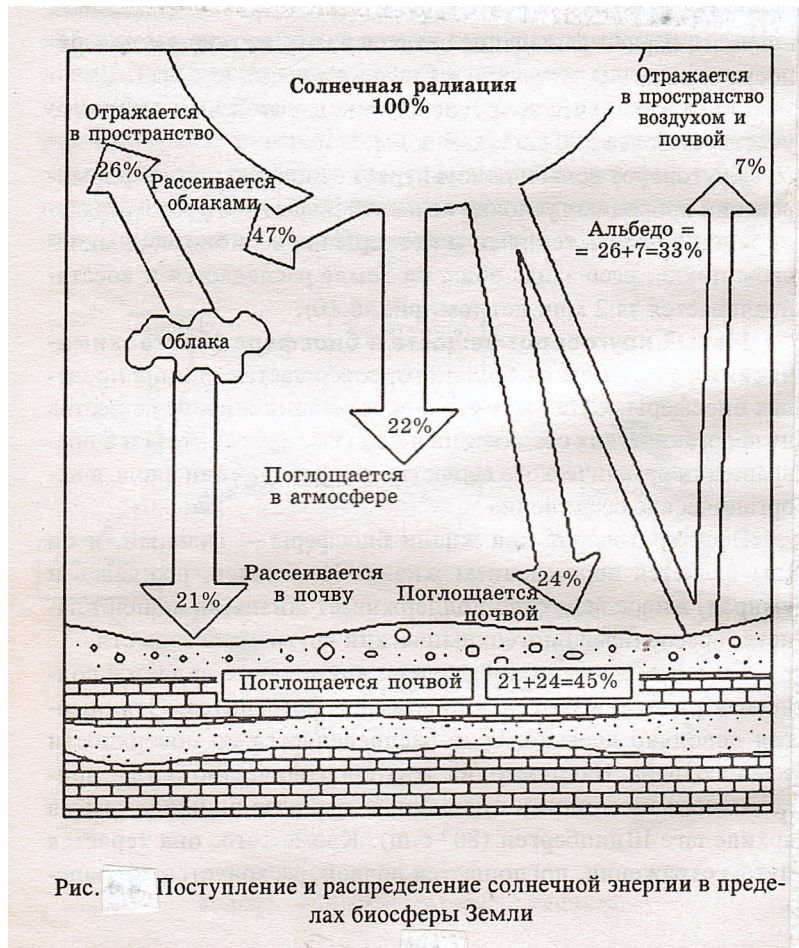 Солнечная радиация
100%
Отражается
в пространство
26%
Рассеивается
облаками
47%
Отражается
в пространство
воздухом и
почвой
7%
Альбедо =
= 26+7=33%
Облака
22%
Поглощается
в атмосфере
21%
Рассеивается
в почву
24%
Поглощается
почвой
Поглощается почвой
21+24=45%
Рис. Поступление и распределение солнечной энергии в преде-
лах биосферы Земли